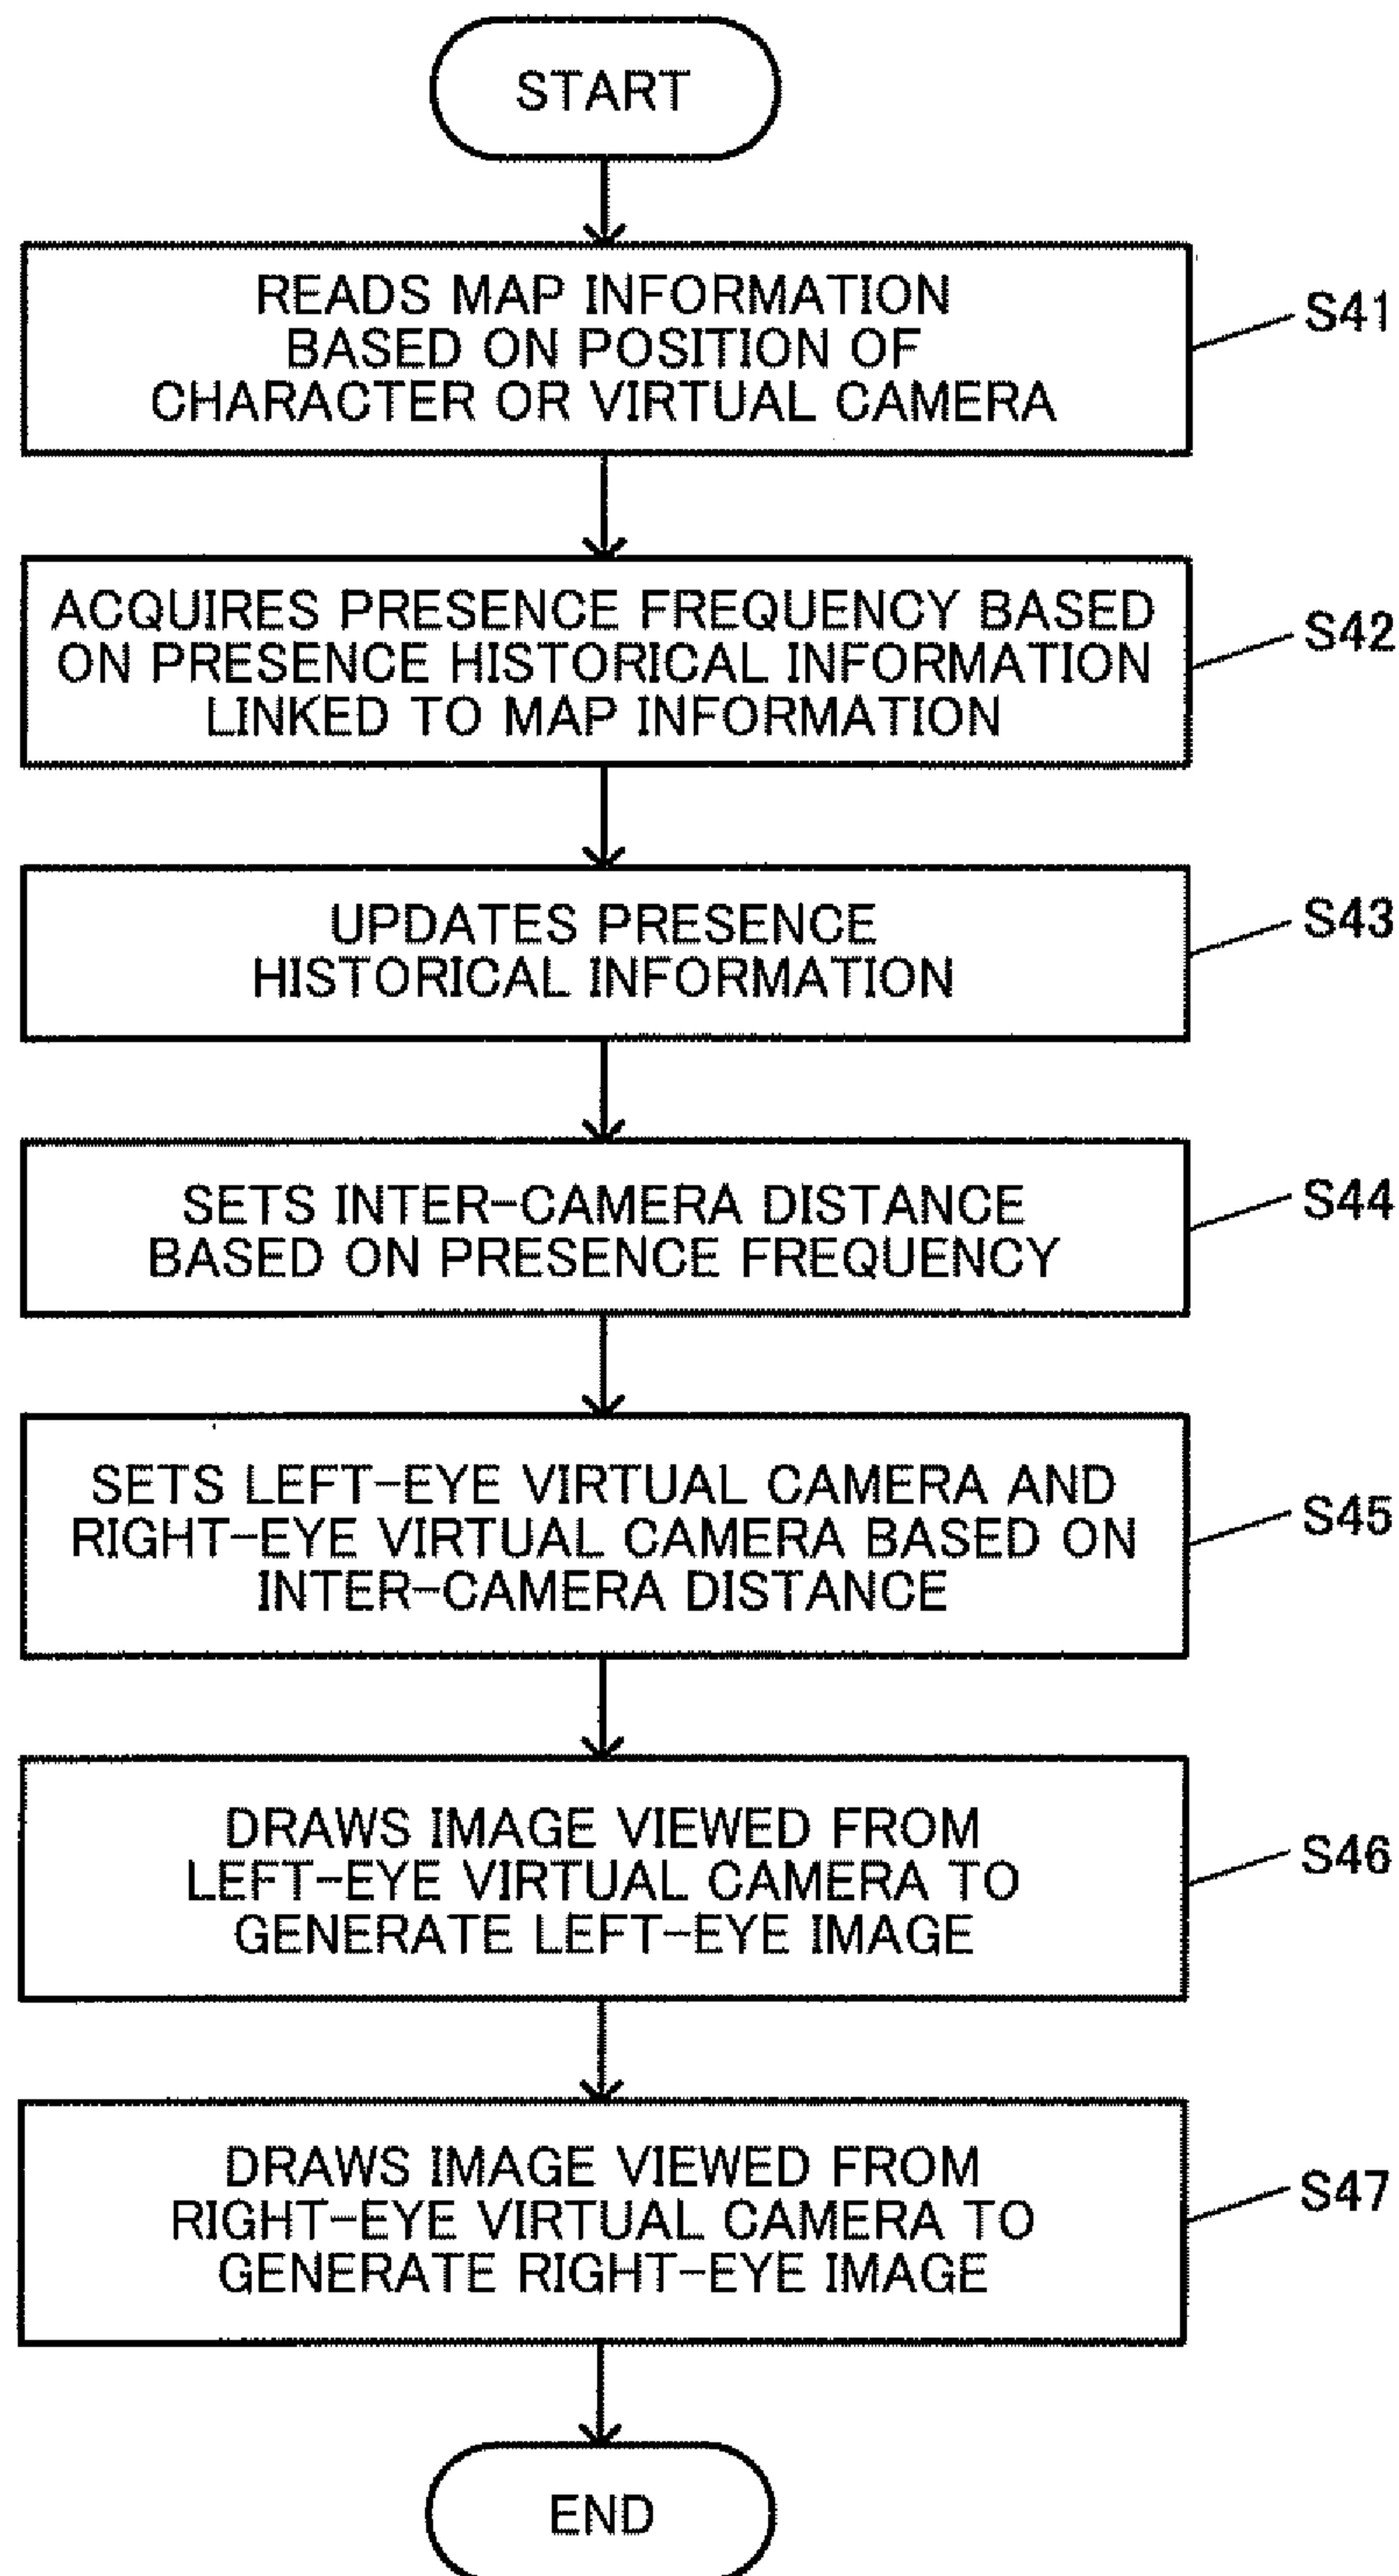 START
READS MAP INFORMATION
BASED ON POSITION OF
CHARACTER OR VIRTUAL CAMERA
S41
ACQUIRES PRESENCE FREQUENCY BASED
ON PRESENCE HISTORICAL INFORMATION
LINKED TO MAP INFORMATION
S42
UPDATES PRESENCE
HISTORICAL INFORMATION
S43
SETS INTER-CAMERA DISTANCE
BASED ON PRESENCE FREQUENCY
S44
SETS LEFT-EYE VIRTUAL CAMERA AND
RIGHT-EYE VIRTUAL CAMERA BASED ON
INTER-CAMERA DISTANCE
S45
DRAWS IMAGE VIEWED FROM
LEFT-EYE VIRTUAL CAMERA TO
GENERATE LEFT-EYE IMAGE
S46
DRAWS IMAGE VIEWED FROM
RIGHT-EYE VIRTUAL CAMERA TO
GENERATE RIGHT-EYE IMAGE
S47
END